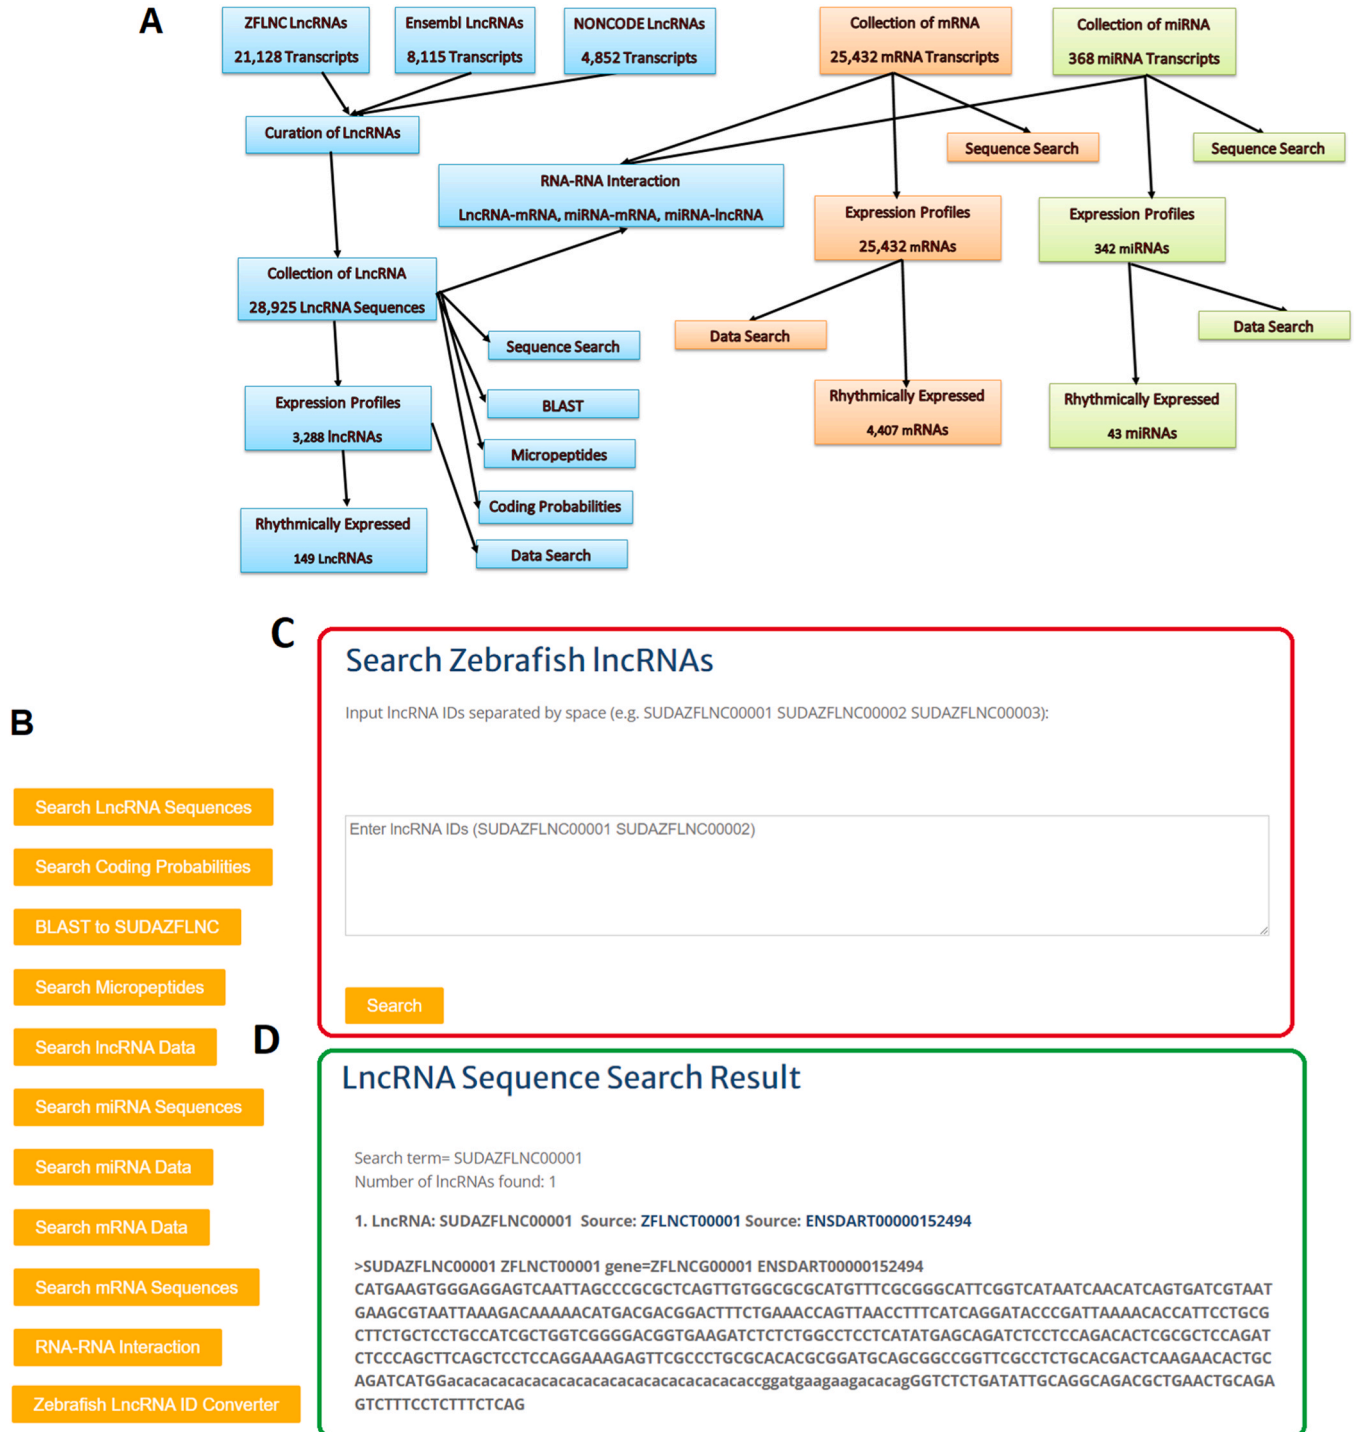 A
ZFLNC LncRNAs
21,128 Transcripts
Ensembl LncRNAs
8,115 Transcripts
NONCODE LncRNAs
4,852 Transcripts
Collection of mRNA
25,432 mRNA Transcripts
Collection of miRNA
368 miRNA Transcripts
Curation of LncRNAs
Sequence Search
Sequence Search
RNA-RNA Interaction
LncRNA-mRNA, miRNA-mRNA, miRNA-lncRNA
Expression Profiles
25,432 mRNAs
Expression Profiles
342 miRNAs
Collection of LncRNA
28,925 LncRNA Sequences
Data Search
Data Search
Sequence Search
BLAST
Micropeptides
Coding Probabilities
Data Search
Expression Profiles
3,288 lncRNAs
Rhythmically Expressed
4,407 mRNAs
Rhythmically Expressed
43 miRNAs
Rhythmically Expressed
149 LncRNAs
B
Search LncRNA Sequences
Search Coding Probabilities
BLAST to SUDAZFLNC
Search Micropeptides
Search lncRNA Data
Search miRNA Sequences
Search miRNA Data
Search mRNA Data
Search mRNA Sequences
RNA-RNA Interaction
Zebrafish LncRNA ID Converter
C
Search Zebrafish lncRNAs
Input lncRNA IDs separated by space (e.g. SUDAZFLNC00001 SUDAZFLNC00002 SUDAZFLNC00003):
Enter lncRNA IDs (SUDAZFLNC00001 SUDAZFLNC00002)
Search
D
LncRNA Sequence Search Result
Search term= SUDAZFLNC00001
Number of lncRNAs found: 1
1. LncRNA: SUDAZFLNC00001 Source: ZFLNCT00001 Source: ENSDART00000152494
>SUDAZFLNC00001 ZFLNCT00001 gene=ZFLNCG00001 ENSDART00000152494
CATGAAGTGGGAGGAGTCAATTAGCCCGCGCTCAGTTGTGGCGCGCATGTTTCGCGGGCATTCGGTCATAATCAACATCAGTGATCGTAAT
GAAGCGTAATTAAAGACAAAAACATGACGACGGACTTTCTGAAACCAGTTAACCTTTCATCAGGATACCCGATTAAAACACCATTCCTGCG
CTTCTGCTCCTGCCATCGCTGGTCGGGGACGGTGAAGATCTCTCTGGCCTCCTCATATGAGCAGATCTCCTCCAGACACTCGCGCTCCAGAT
CTCCCAGCTTCAGCTCCTCCAGGAAAGAGTTCGCCCTGCGCACACGCGGATGCAGCGGCCGGTTCGCCTCTGCACGACTCAAGAACACTGC
AGATCATGGacacacacacacacacacacacacacacacacacacaccggatgaagaagacacagGGTCTCTGATATTGCAGGCAGACGCTGAACTGCAGA
GTCTTTCCTCTTTCTCAG